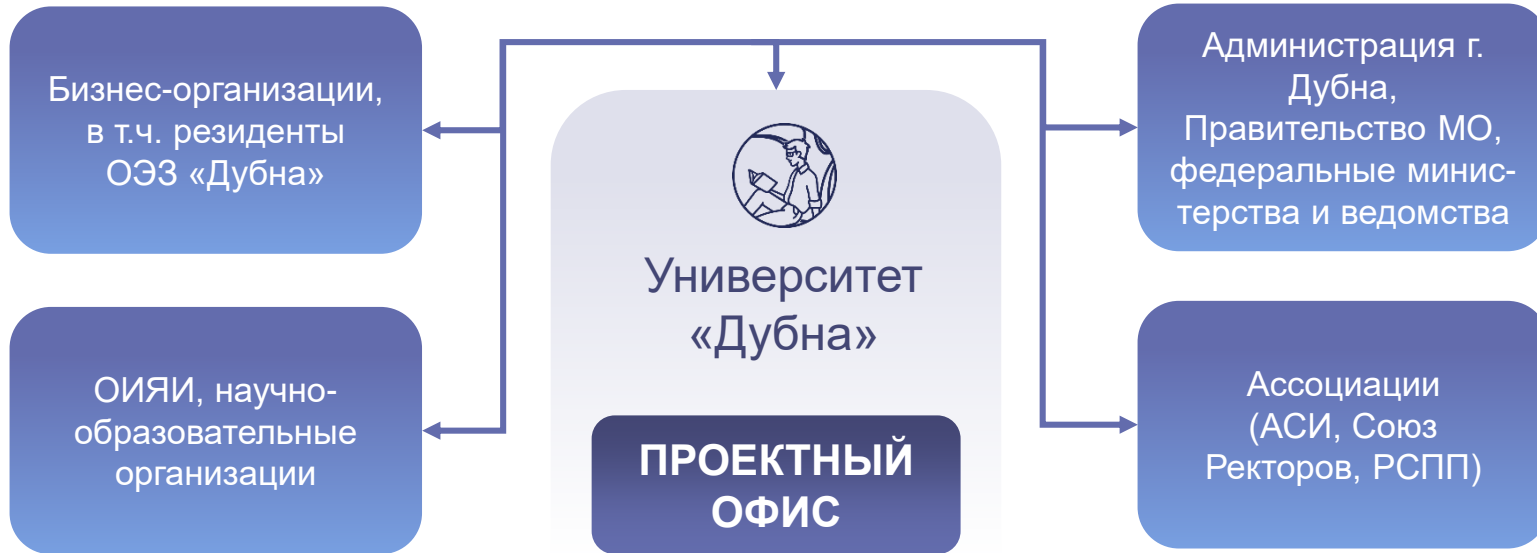 Бизнес-организации,
в т.ч. резиденты
ОЭЗ «Дубна»
ОИЯИ, научно-
образовательные
организации
Университет
«Дубна»
ПРОЕКТНЫЙ
ОФИС
Администрация г.
Дубна,
Правительство МО,
федеральные минис-
терства и ведомства
Ассоциации
(АСИ, Союз
Ректоров, РСПП)